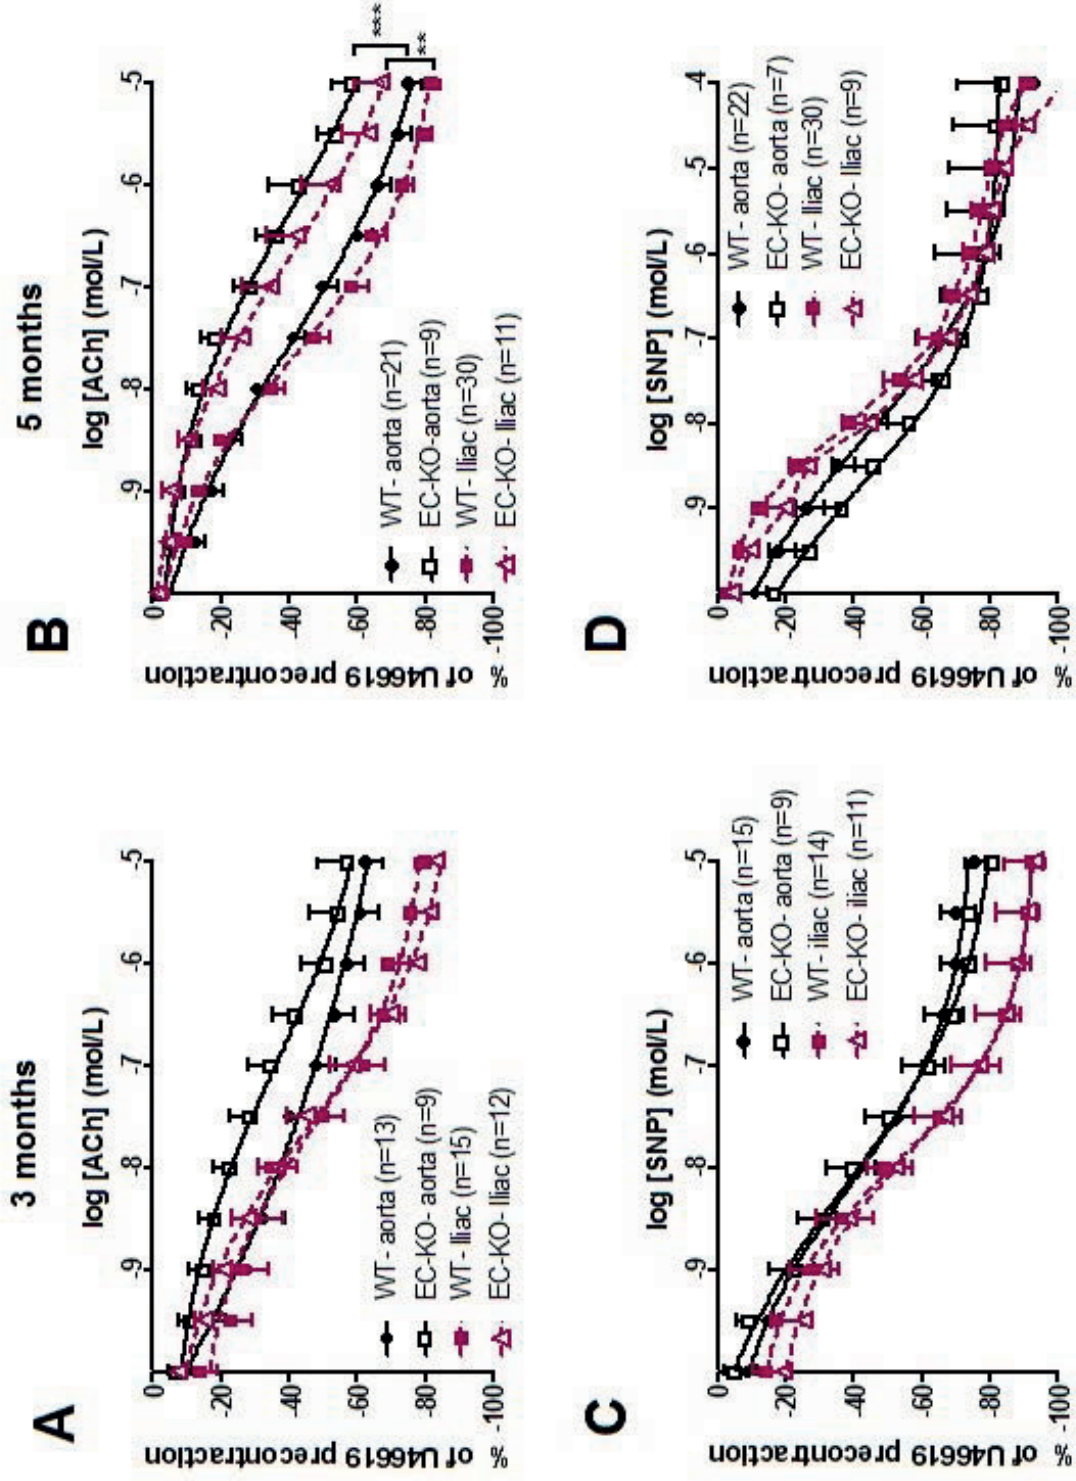 3 months
5 months
A
log [ACh] (mol/L)
-9 -8 -7 -6 -5
0
-20
-40
-60
-80
-100
% of U46619 precontraction
WT- aorta (n=13)
EC-KO- aorta (n=9)
WT- Iliac (n=15)
EC-KO- Iliac (n=12)
B
log [ACh] (mol/L)
-9 -8 -7 -6 -5
0
-20
-40
-60
-80
-100
% of U46619 precontraction
***
**
WT- aorta (n=21)
EC-KO-aorta (n=9)
WT- Iliac (n=30)
EC-KO- Iliac (n=11)
C
log [SNP] (mol/L)
-9 -8 -7 -6 -5
0
-20
-40
-60
-80
-100
% of U46619 precontraction
WT- aorta (n=15)
EC-KO- aorta (n=9)
WT- iliac (n=14)
EC-KO- iliac (n=11)
D
log [SNP] (mol/L)
-9 -8 -7 -6 -5 -4
0
-20
-40
-60
-80
-100
% of U46619 precontraction
WT- aorta (n=22)
EC-KO- aorta (n=7)
WT- Iliac (n=30)
EC-KO- Iliac (n=9)